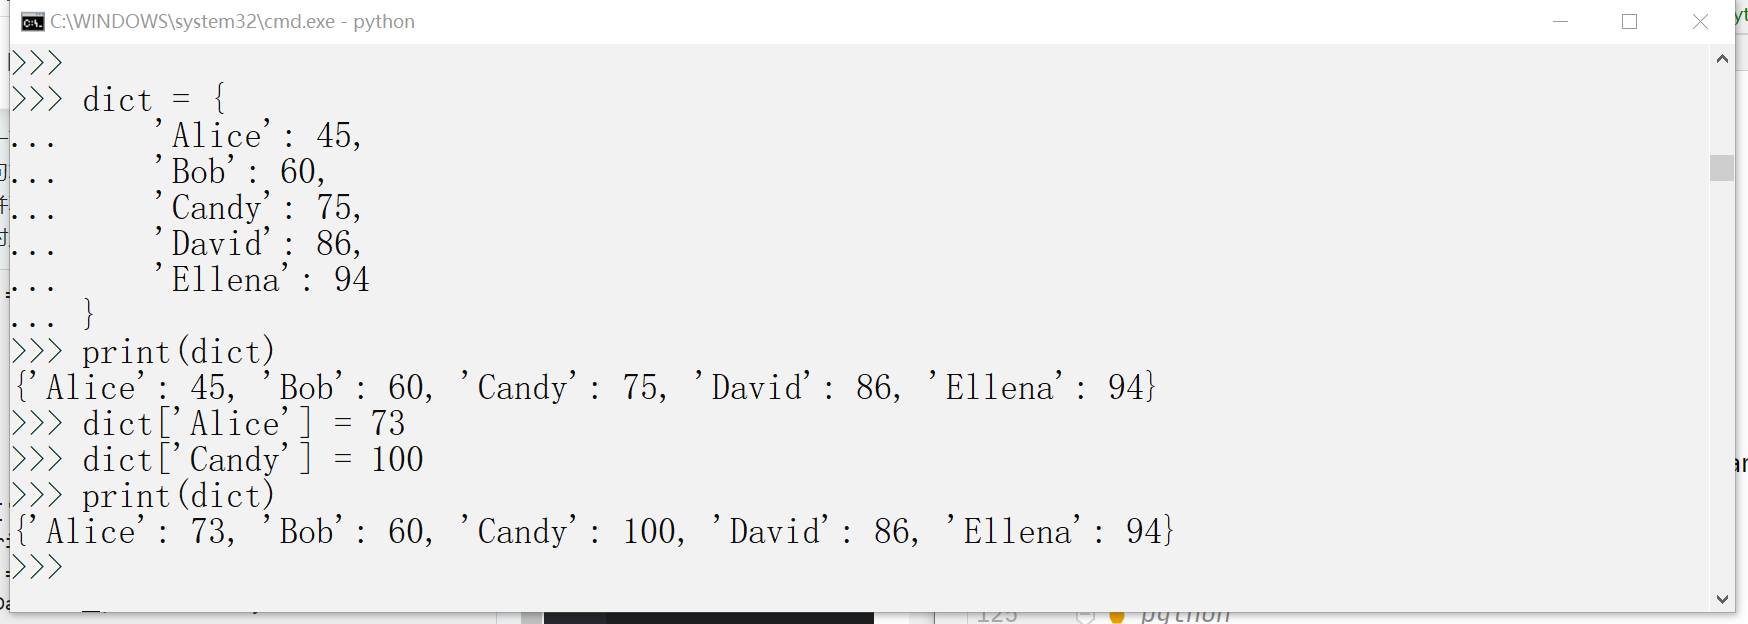 C:\WINDOWS\system32\cmd.exe - python
>>>
>>> dict = {
...     'Alice': 45,
...     'Bob': 60,
...     'Candy': 75,
...     'David': 86,
...     'Ellena': 94
... }
>>> print(dict)
{'Alice': 45, 'Bob': 60, 'Candy': 75, 'David': 86, 'Ellena': 94}
>>> dict['Alice'] = 73
>>> dict['Candy'] = 100
>>> print(dict)
{'Alice': 73, 'Bob': 60, 'Candy': 100, 'David': 86, 'Ellena': 94}
>>>
125 python